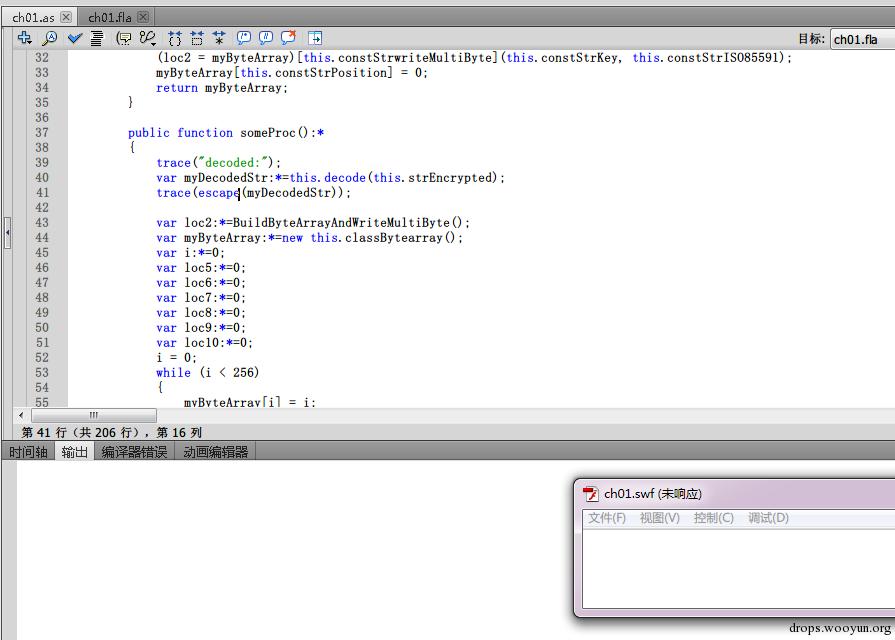 ch01.as ch01.fla
目标: ch01.fla
32 (loc2 = myByteArray)[this.constStrwriteMultiByte](this.constStrKey, this.constStrISO85591);
33 myByteArray[this.constStrPosition] = 0;
34 return myByteArray;
35 }
36
37 public function someProc():*
38 {
39 trace("decoded:");
40 var myDecodedStr:*=this.decode(this.strEncrypted);
41 trace(escape(myDecodedStr));
42
43 var loc2:*=BuildByteArrayAndWriteMultiByte();
44 var myByteArray:*=new this.classBytearray();
45 var i:*=0;
46 var loc5:*=0;
47 var loc6:*=0;
48 var loc7:*=0;
49 var loc8:*=0;
50 var loc9:*=0;
51 var loc10:*=0;
52 i = 0;
53 while (i < 256)
54 {
55 myByteArray[i] = i;
第 41 行（共 206 行），第 16 列
时间轴 输出 编译器错误 动画编辑器
ch01.swf (未响应)
文件(F) 视图(V) 控制(C) 调试(D)
drops.wooyun.org